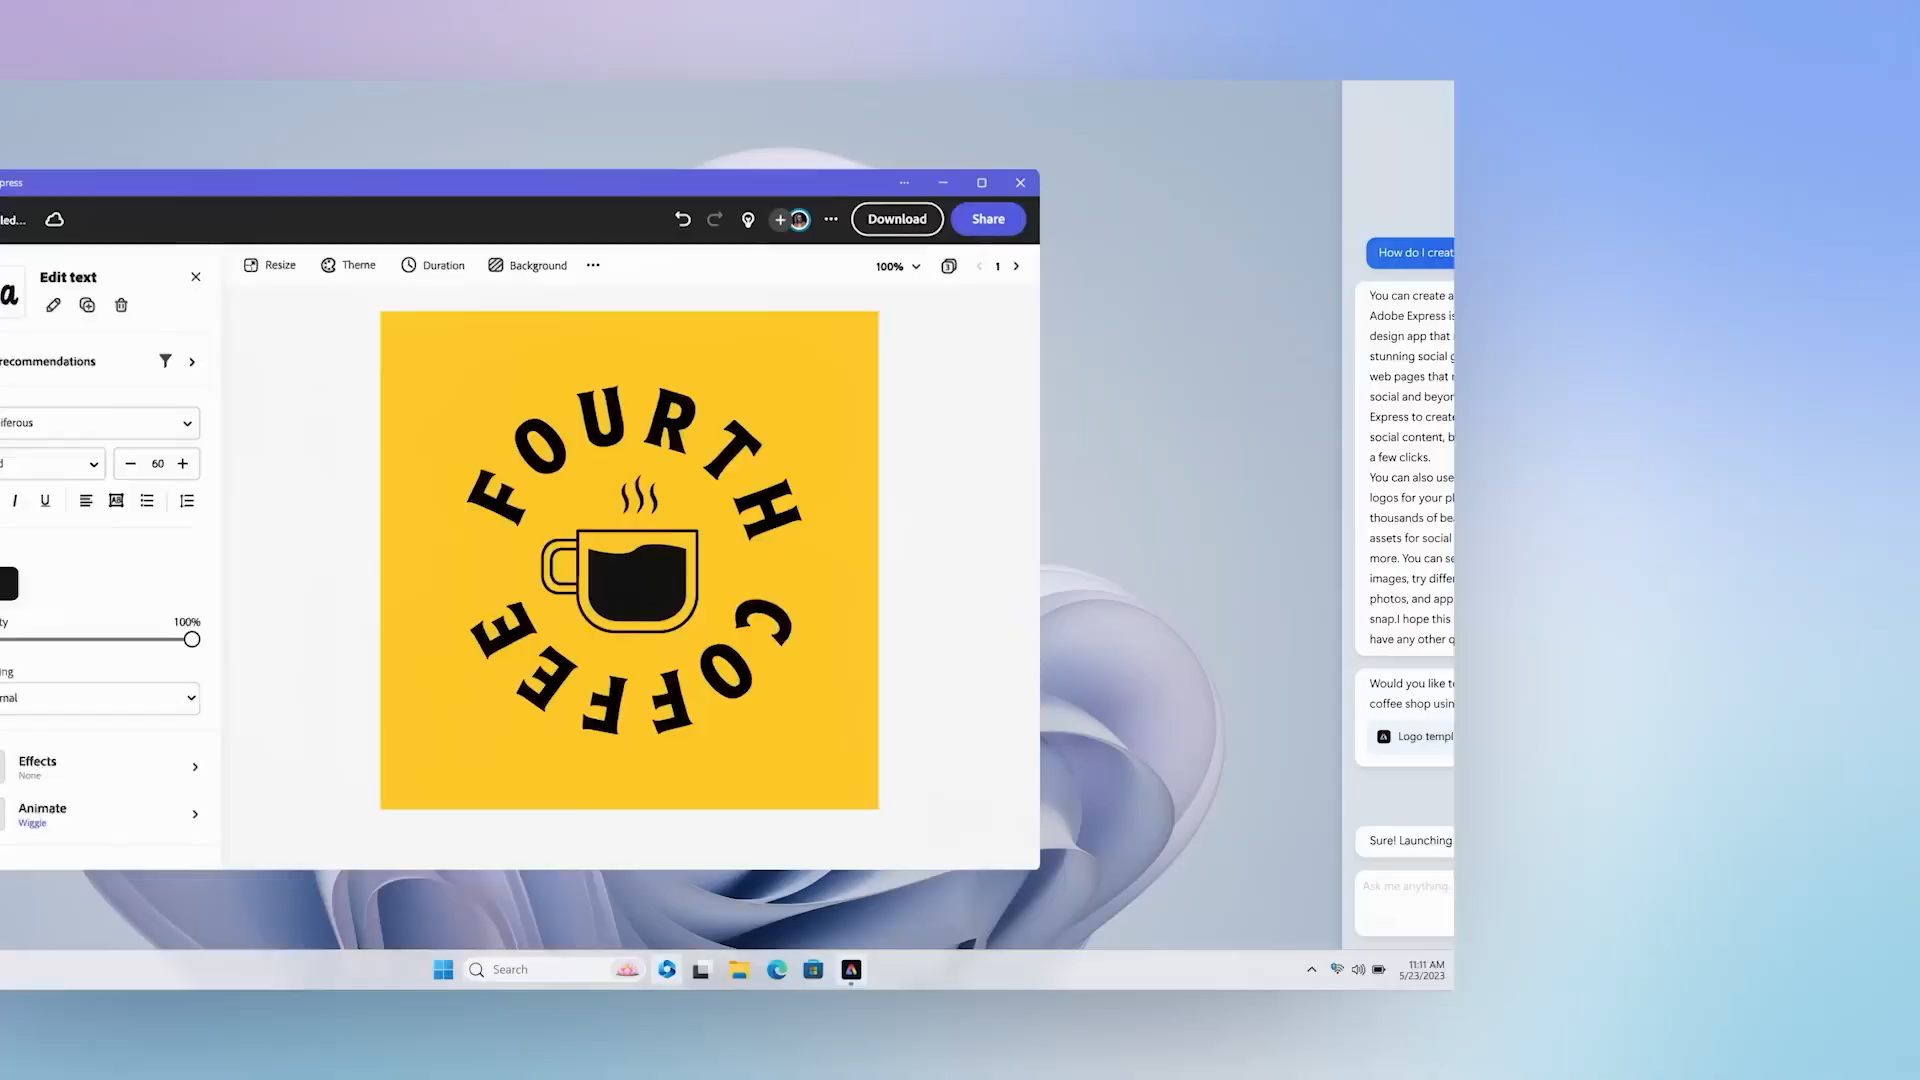 press
led...
Download
Share
Edit text
Resize
Theme
Duration
Background
100%
1
a
recommendations
iferous
d
60
I
U
AB
ty
100%
ing
rnal
Effects
None
Animate
Wiggle
FOURTH
COFFEE
How do I creat
You can create a
Adobe Express is
design app that
stunning social g
web pages that
social and beyon
Express to create
social content, b
a few clicks.
You can also use
logos for your pl
thousands of be
assets for social
more. You can se
images, try differ
photos, and app
snap.I hope this
have any other q
Would you like to
coffee shop usin
Logo templ
Sure! Launching
Ask me anything
Search
11:11 AM
5/23/2023